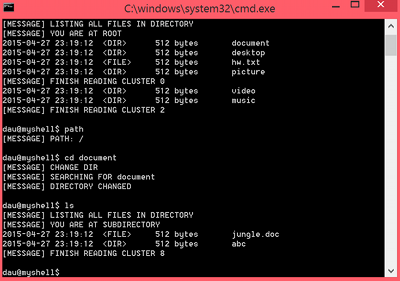 C:\windows\system32\cmd.exe
[MESSAGE] LISTING ALL FILES IN DIRECTORY
[MESSAGE] YOU ARE AT ROOT
2015-04-27 23:19:12 <DIR> 512 bytes document
2015-04-27 23:19:12 <DIR> 512 bytes desktop
2015-04-27 23:19:12 <FILE> 512 bytes hw.txt
2015-04-27 23:19:12 <DIR> 512 bytes picture
[MESSAGE] FINISH READING CLUSTER 0
2015-04-27 23:19:12 <DIR> 512 bytes video
2015-04-27 23:19:12 <DIR> 512 bytes music
[MESSAGE] FINISH READING CLUSTER 2
dau@myshell$ path
[MESSAGE] PATH: /
dau@myshell$ cd document
[MESSAGE] CHANGE DIR
[MESSAGE] SEARCHING FOR document
[MESSAGE] DIRECTORY CHANGED
dau@myshell$ ls
[MESSAGE] LISTING ALL FILES IN DIRECTORY
[MESSAGE] YOU ARE AT SUBDIRECTORY
2015-04-27 23:19:12 <FILE> 512 bytes jungle.doc
2015-04-27 23:19:12 <DIR> 512 bytes abc
[MESSAGE] FINISH READING CLUSTER 8
dau@myshell$